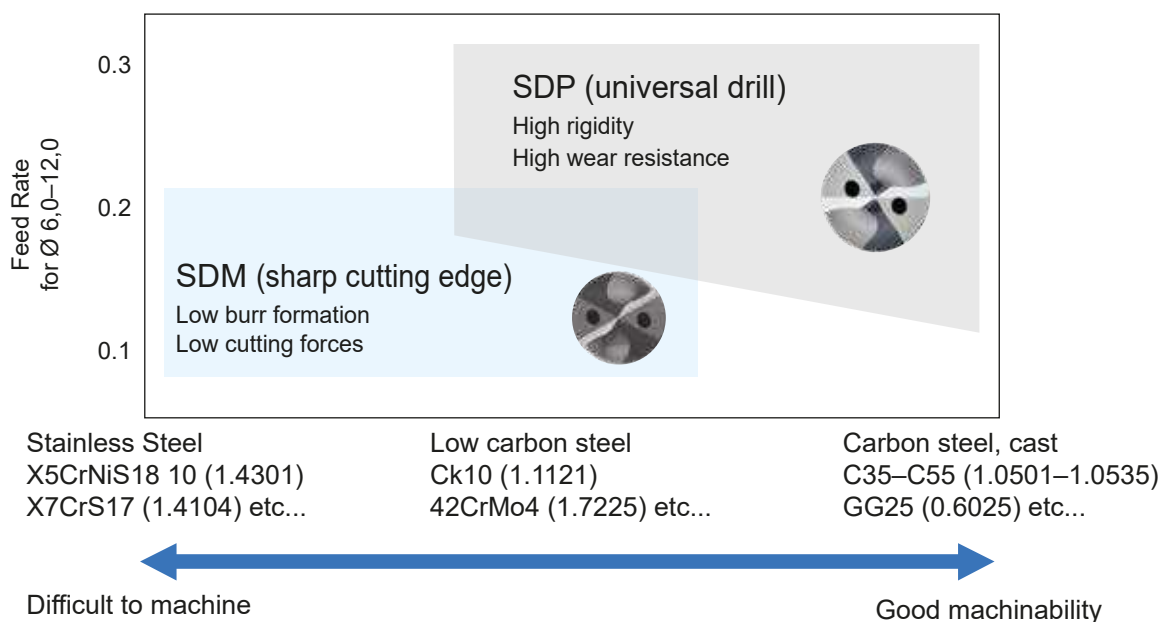 0.3
0.2
0.1
Feed Rate
for Ø 6,0–12,0
SDP (universal drill)
High rigidity
High wear resistance
SDM (sharp cutting edge)
Low burr formation
Low cutting forces
Stainless Steel
X5CrNiS18 10 (1.4301)
X7CrS17 (1.4104) etc...
Low carbon steel
Ck10 (1.1121)
42CrMo4 (1.7225) etc...
Carbon steel, cast
C35–C55 (1.0501–1.0535)
GG25 (0.6025) etc...
Difficult to machine
Good machinability